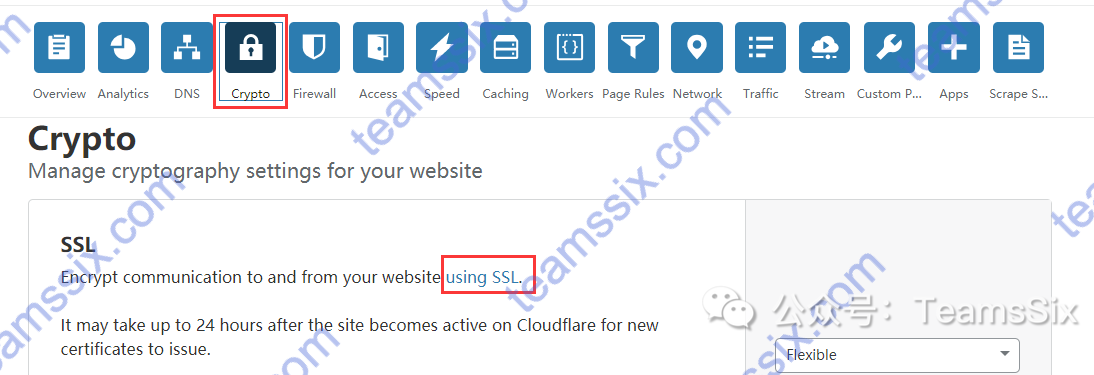 Overview Analytics DNS Crypto Firewall Access Speed Caching Workers Page Rules Network Traffic Stream Custom P... Apps Scrape S...
Crypto
Manage cryptography settings for your website
SSL
Encrypt communication to and from your website using SSL.
It may take up to 24 hours after the site becomes active on Cloudflare for new
certificates to issue.
Flexible
公众号：TeamsSix
teamssix.com
teamssix.com
teamssix.com
teamssix.com